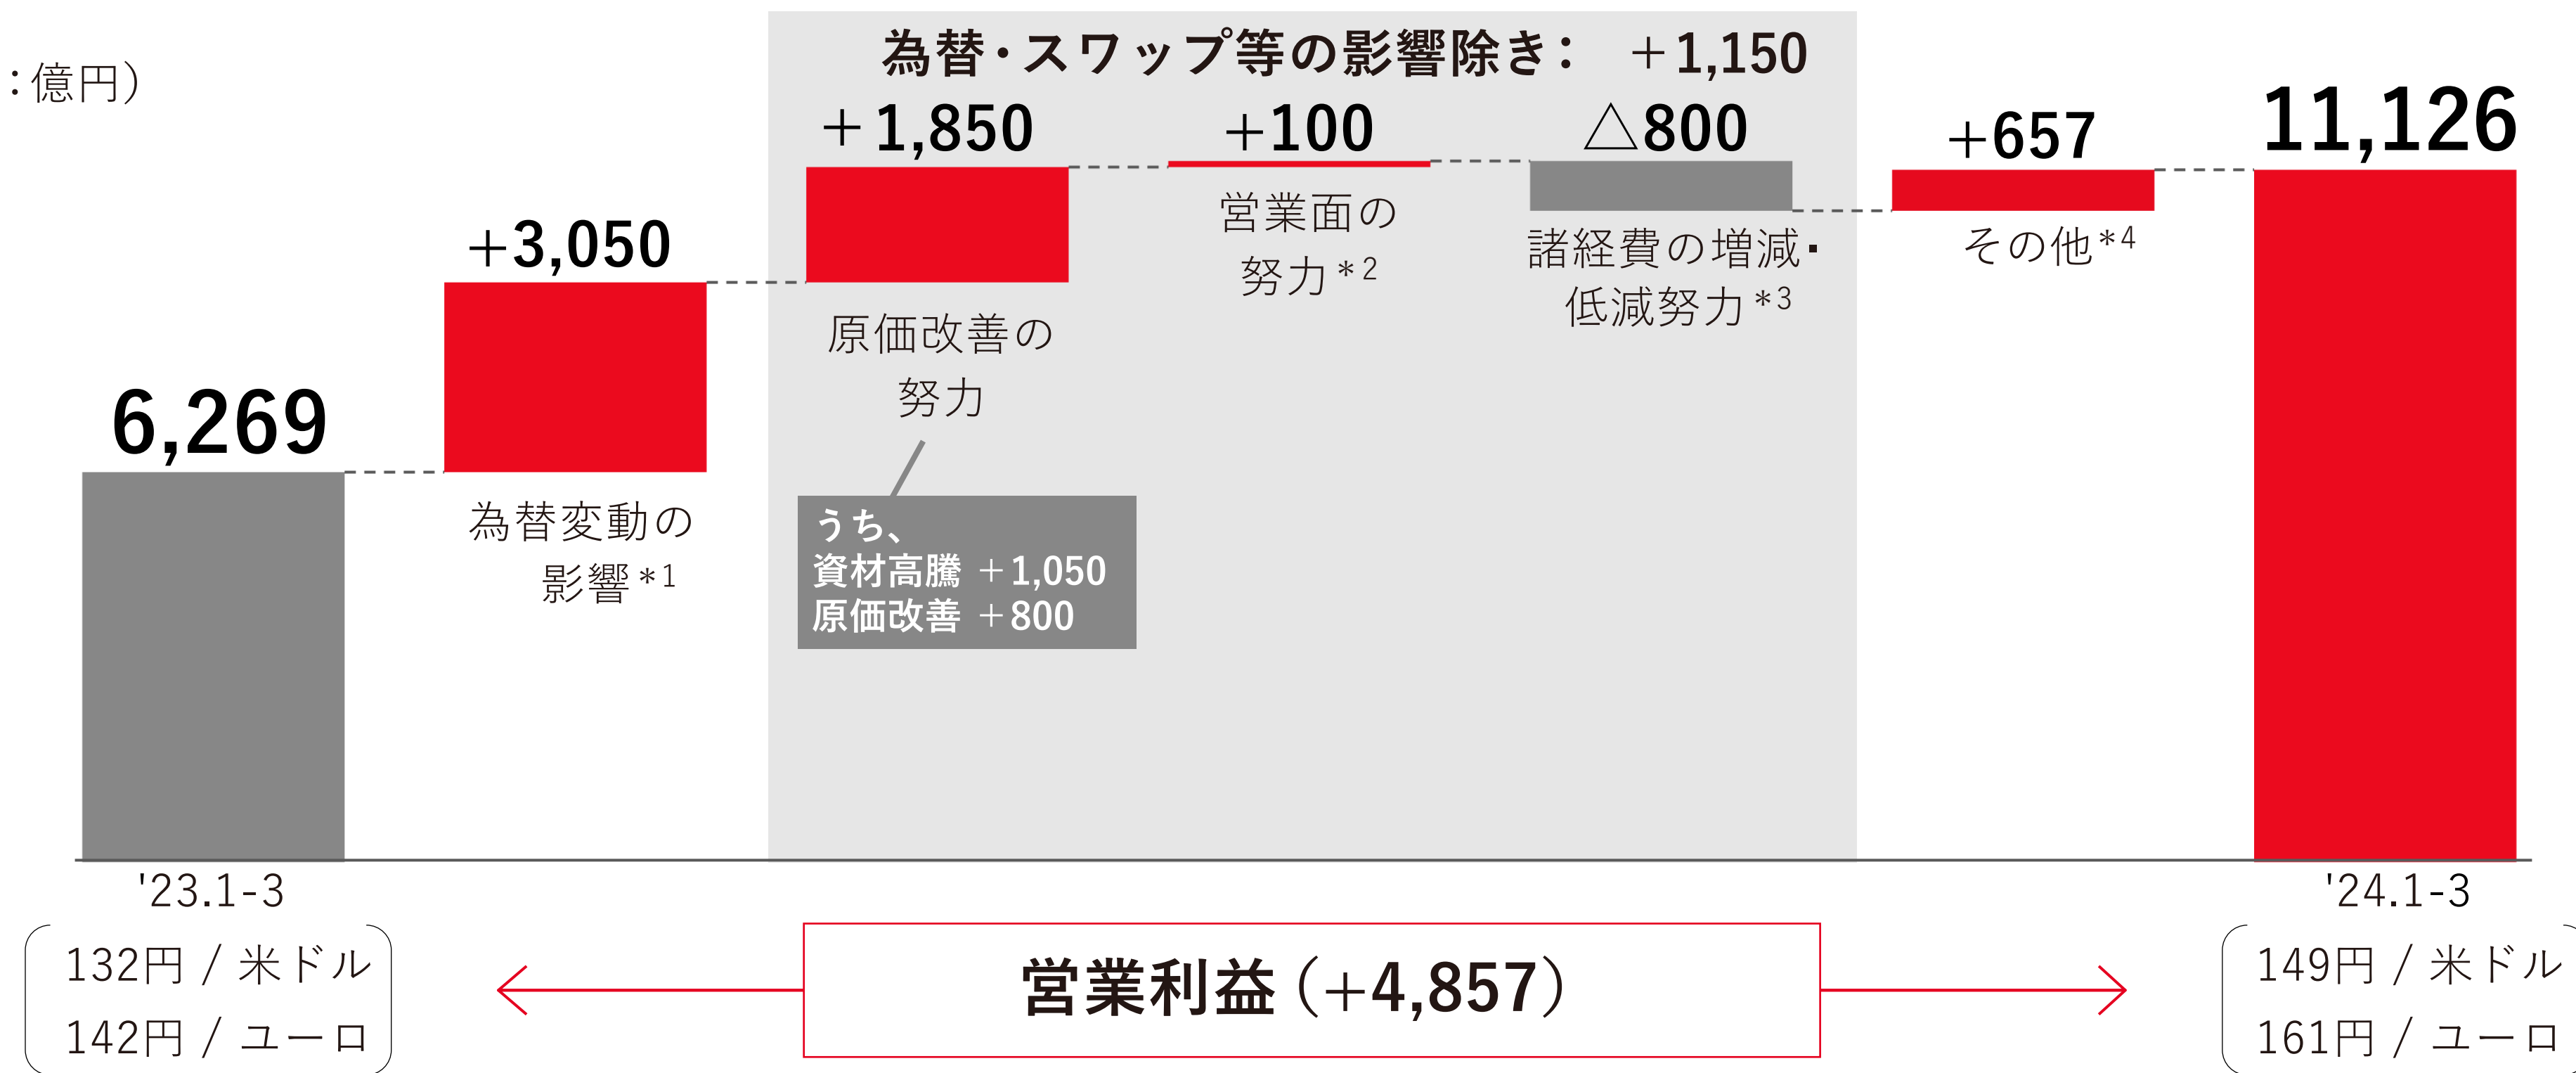 ：億円）
為替・スワップ等の影響除き： ＋1,150
6,269
＋3,050
為替変動の
影響＊1
＋1,850
原価改善の
努力
うち、
資材高騰 ＋1,050
原価改善 ＋800
＋100
営業面の
努力＊2
△800
諸経費の増減・
低減努力＊3
＋657
その他＊4
11,126
'23.1-3
132円 / 米ドル
142円 / ユーロ
営業利益（＋4,857）
'24.1-3
149円 / 米ドル
161円 / ユーロ